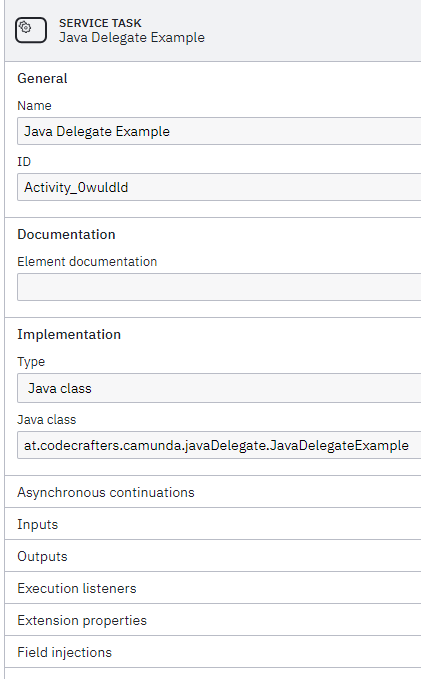 SERVICE TASK
Java Delegate Example
General
Name
Java Delegate Example
ID
Activity_0wuldld
Documentation
Element documentation
Implementation
Type
Java class
Java class
at.codecrafters.camunda.javaDelegate.JavaDelegateExample
Asynchronous continuations
Inputs
Outputs
Execution listeners
Extension properties
Field injections